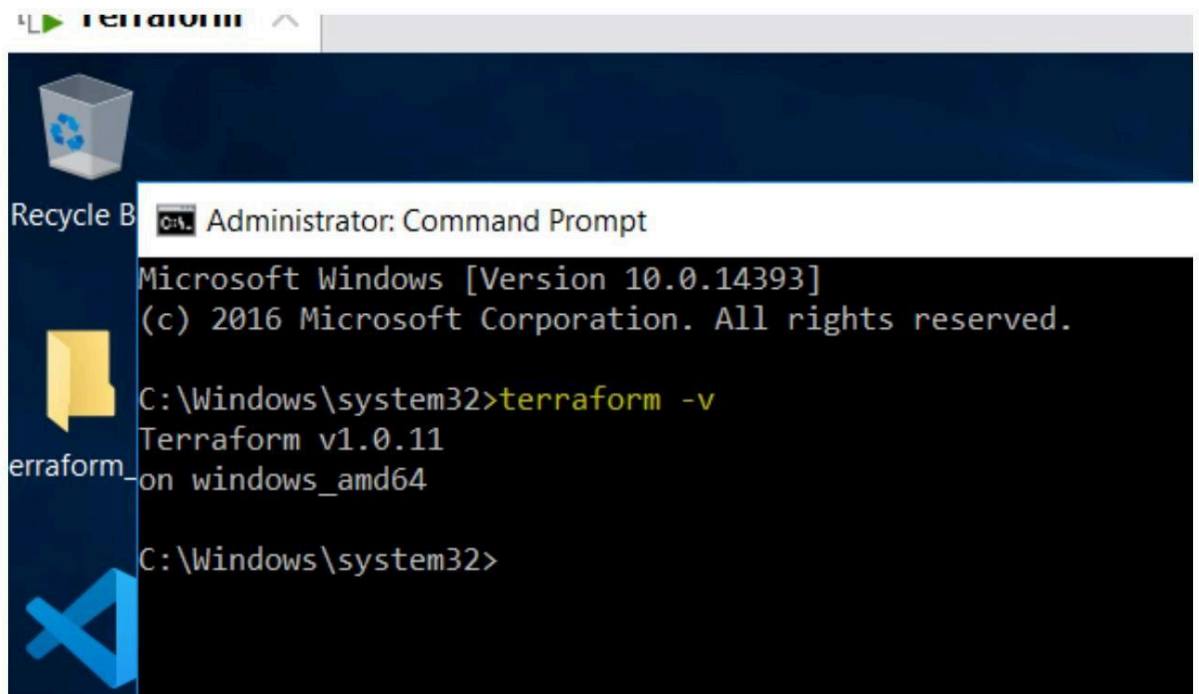 Terraform
Recycle B
Administrator: Command Prompt
Microsoft Windows [Version 10.0.14393]
(c) 2016 Microsoft Corporation. All rights reserved.
C:\Windows\system32>terraform -v
Terraform v1.0.11
on windows_amd64
erraform_
C:\Windows\system32>